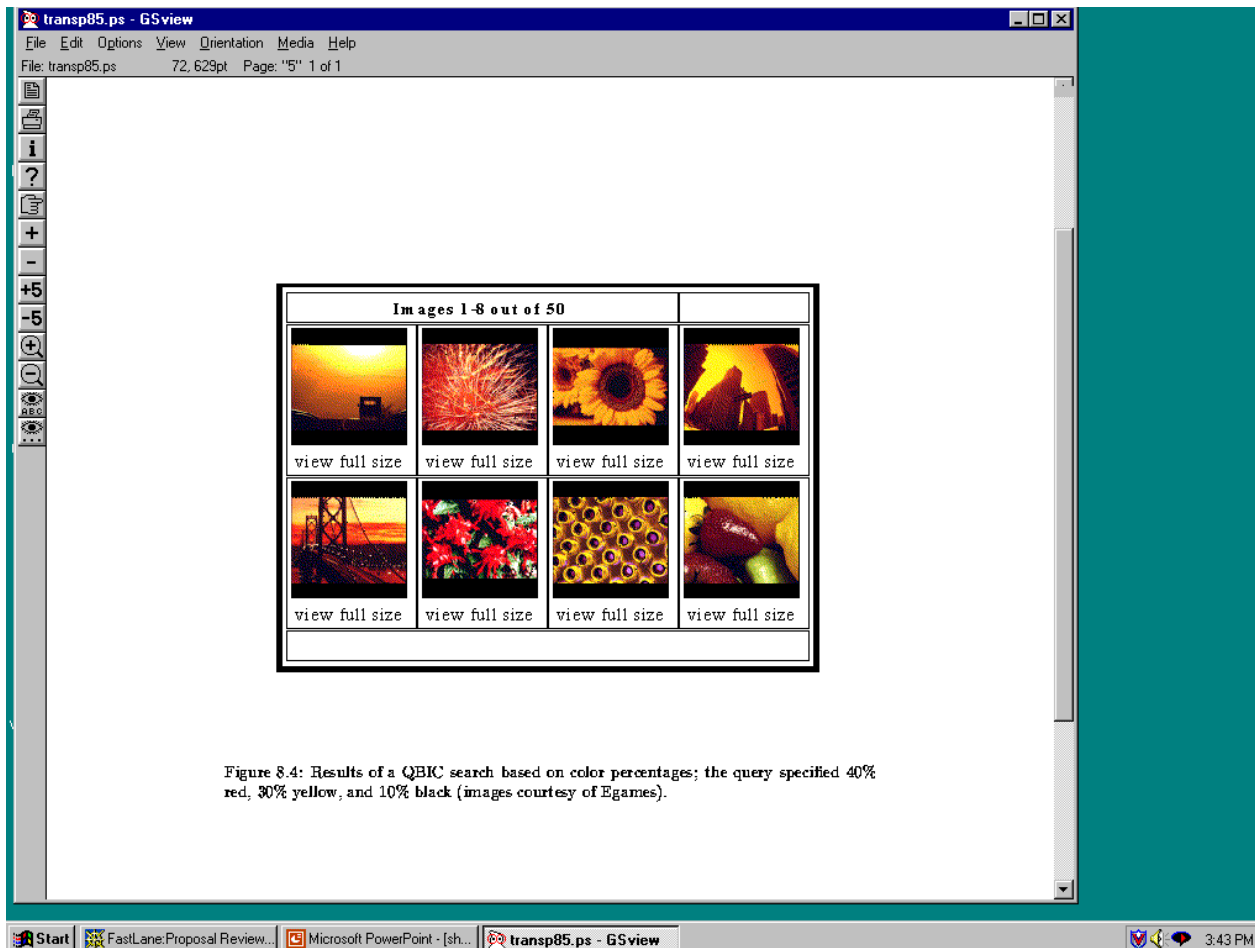 transp85.ps - GSview
File Edit Options View Orientation Media Help
File: transp85.ps 72, 629pt Page: "5" 1 of 1
i
?
+
-
+5
-5
ABC
Images 1-8 out of 50
view full size view full size view full size view full size
view full size view full size view full size view full size
Figure 8.4: Results of a QBIC search based on color percentages; the query specified 40%
red, 30% yellow, and 10% black (images courtesy of Egames).
Start FastLane:Proposal Review... Microsoft PowerPoint - [sh... transp85.ps - GSview 3:43 PM